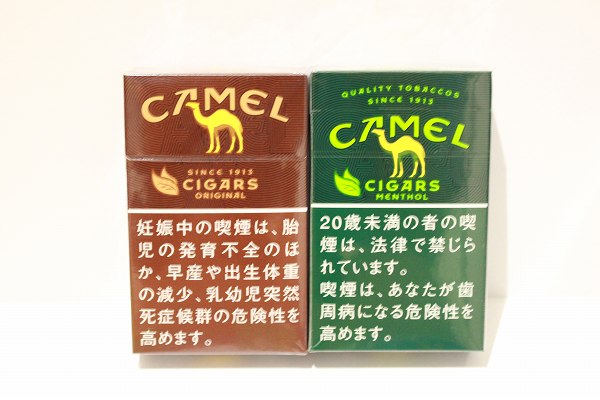 CAMEL
SINCE 1913
CIGARS
ORIGINAL
妊娠中の喫煙は、胎
児の発育不全のほ
か、早産や出生体重
の減少、乳幼児突然
死症候群の危険性を
高めます。
QUALITY TOBACCOS
SINCE 1913
CAMEL
CIGARS
MENTHOL
20歳未満の者の喫
煙は、法律で禁じら
れています。
喫煙は、あなたが歯
周病になる危険性を
高めます。